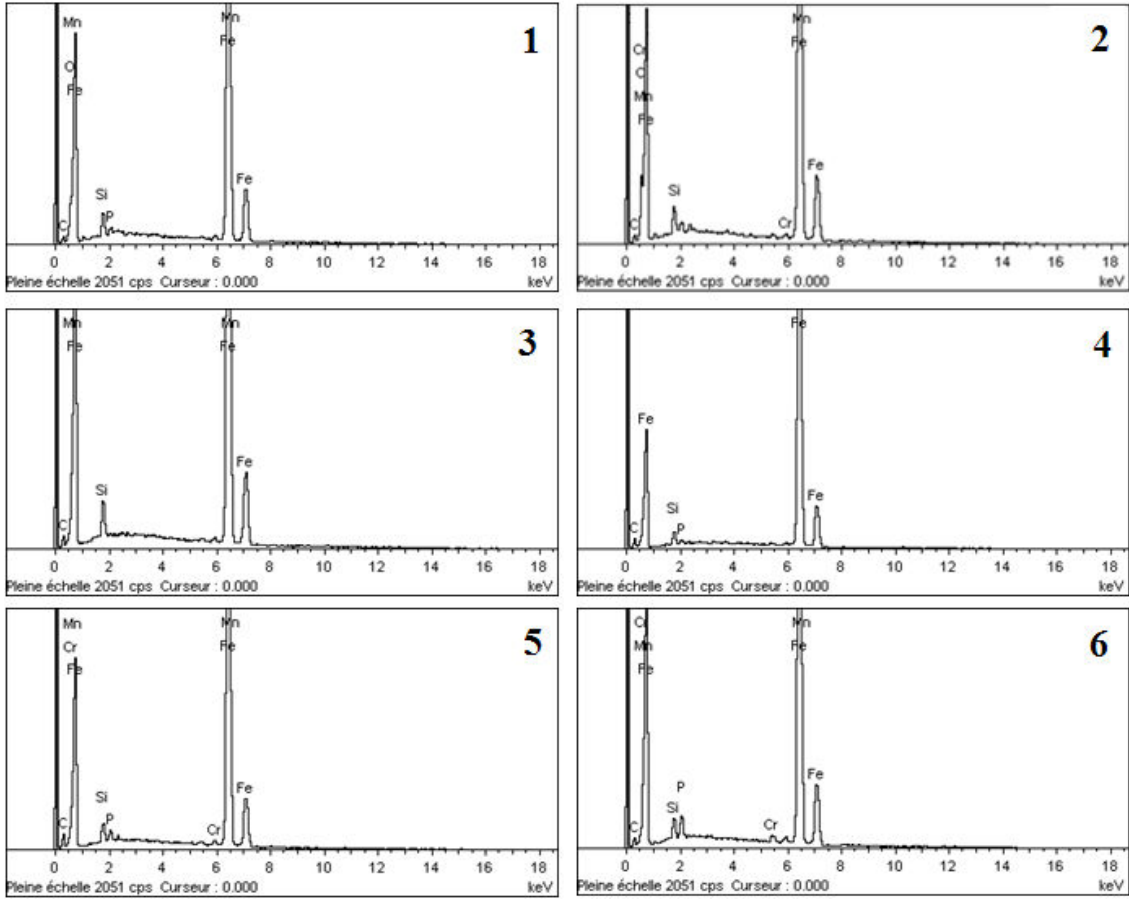 Mn
Mn
1
O
Fe
Fe
Si
P
Fe
C
0 2 4 6 8 10 12 14 16 18
Pleine échelle 2051 cps Curseur : 0.000 keV
Mn
2
Cr
Fe
C
Mn
Fe
Si
Fe
C
Cr
0 2 4 6 8 10 12 14 16 18
Pleine échelle 2051 cps Curseur : 0.000 keV
Mn
Mn
3
Fe
Fe
Si
Fe
C
0 2 4 6 8 10 12 14 16 18
Pleine échelle 2051 cps Curseur : 0.000 keV
Fe
4
Fe
Si
P
Fe
C
0 2 4 6 8 10 12 14 16 18
Pleine échelle 2051 cps Curseur : 0.000 keV
Mn
Mn
5
Cr
Fe
Fe
Si
P
Fe
C
Cr
0 2 4 6 8 10 12 14 16 18
Pleine échelle 2051 cps Curseur : 0.000 keV
Cr
Mn
6
Mn
Fe
Fe
P
Si
Fe
C
Cr
0 2 4 6 8 10 12 14 16 18
Pleine échelle 2051 cps Curseur : 0.000 keV